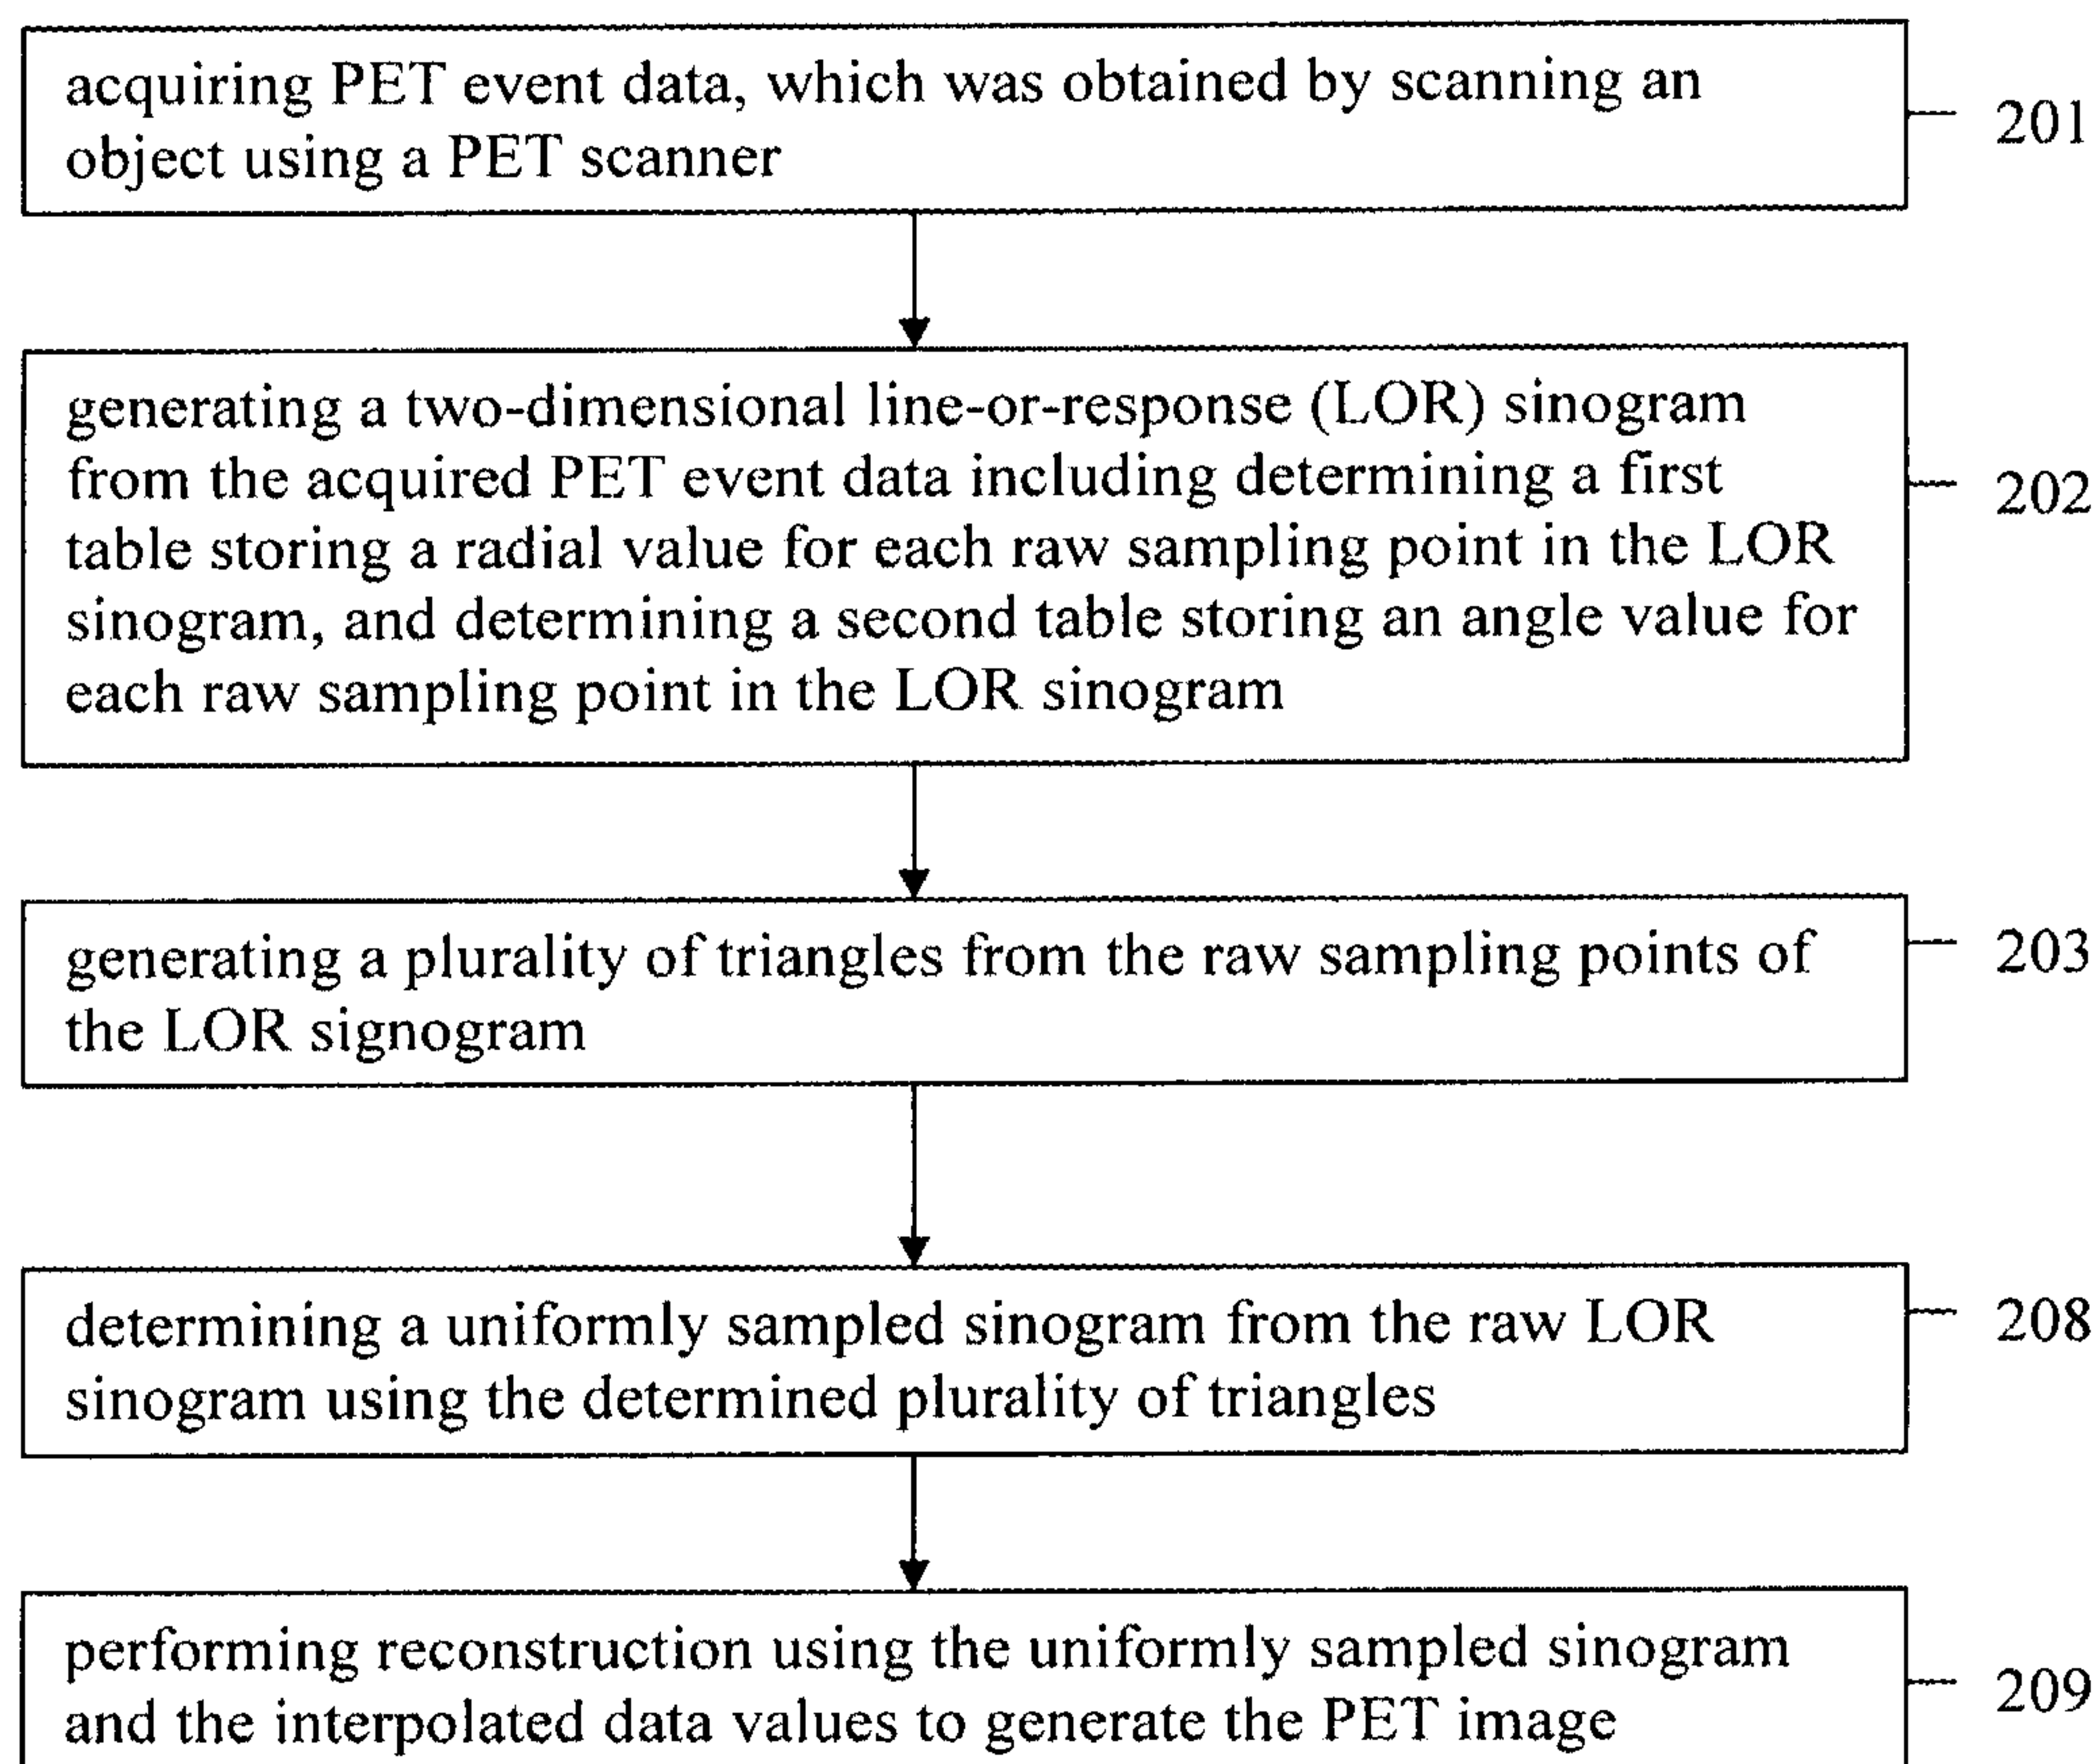 acquiring PET event data, which was obtained by scanning an
object using a PET scanner
201
generating a two-dimensional line-or-response (LOR) sinogram
from the acquired PET event data including determining a first
table storing a radial value for each raw sampling point in the LOR
sinogram, and determining a second table storing an angle value for
each raw sampling point in the LOR sinogram
202
generating a plurality of triangles from the raw sampling points of
the LOR signogram
203
determining a uniformly sampled sinogram from the raw LOR
sinogram using the determined plurality of triangles
208
performing reconstruction using the uniformly sampled sinogram
and the interpolated data values to generate the PET image
209